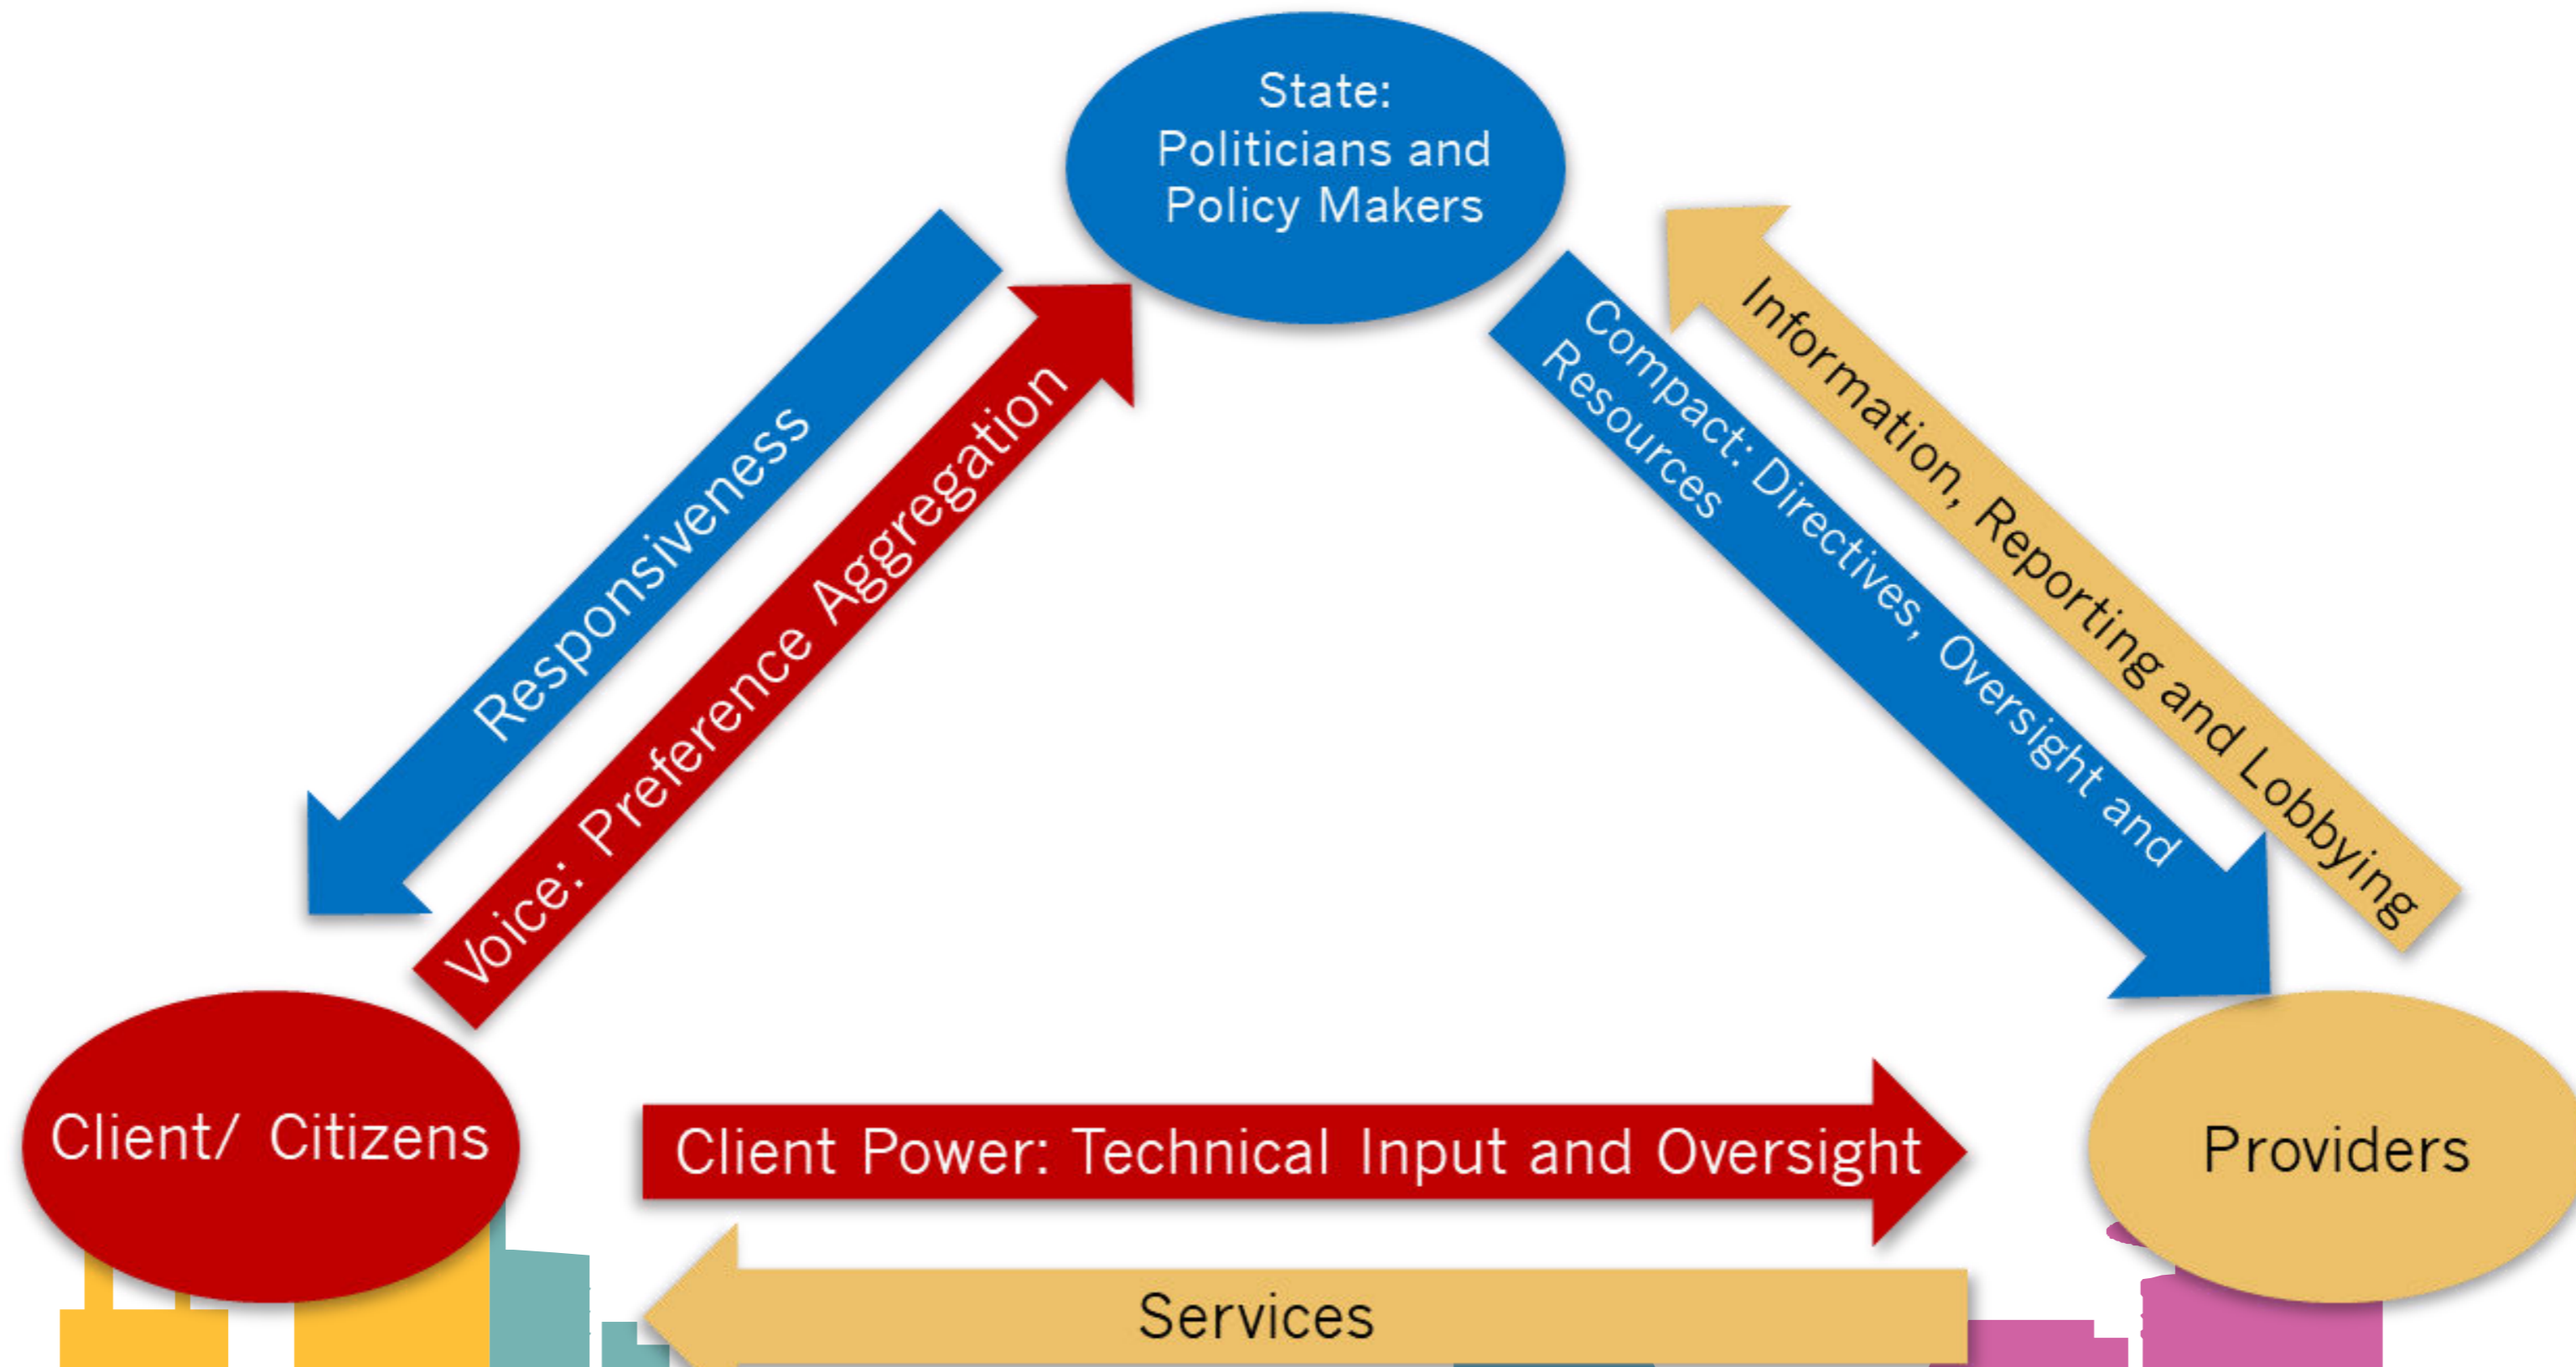 State:
Politicians and
Policy Makers
Responsiveness
Voice: Preference Aggregation
Compact: Directives, Oversight and
Resources
Information, Reporting and Lobbying
Client/ Citizens
Client Power: Technical Input and Oversight
Providers
Services